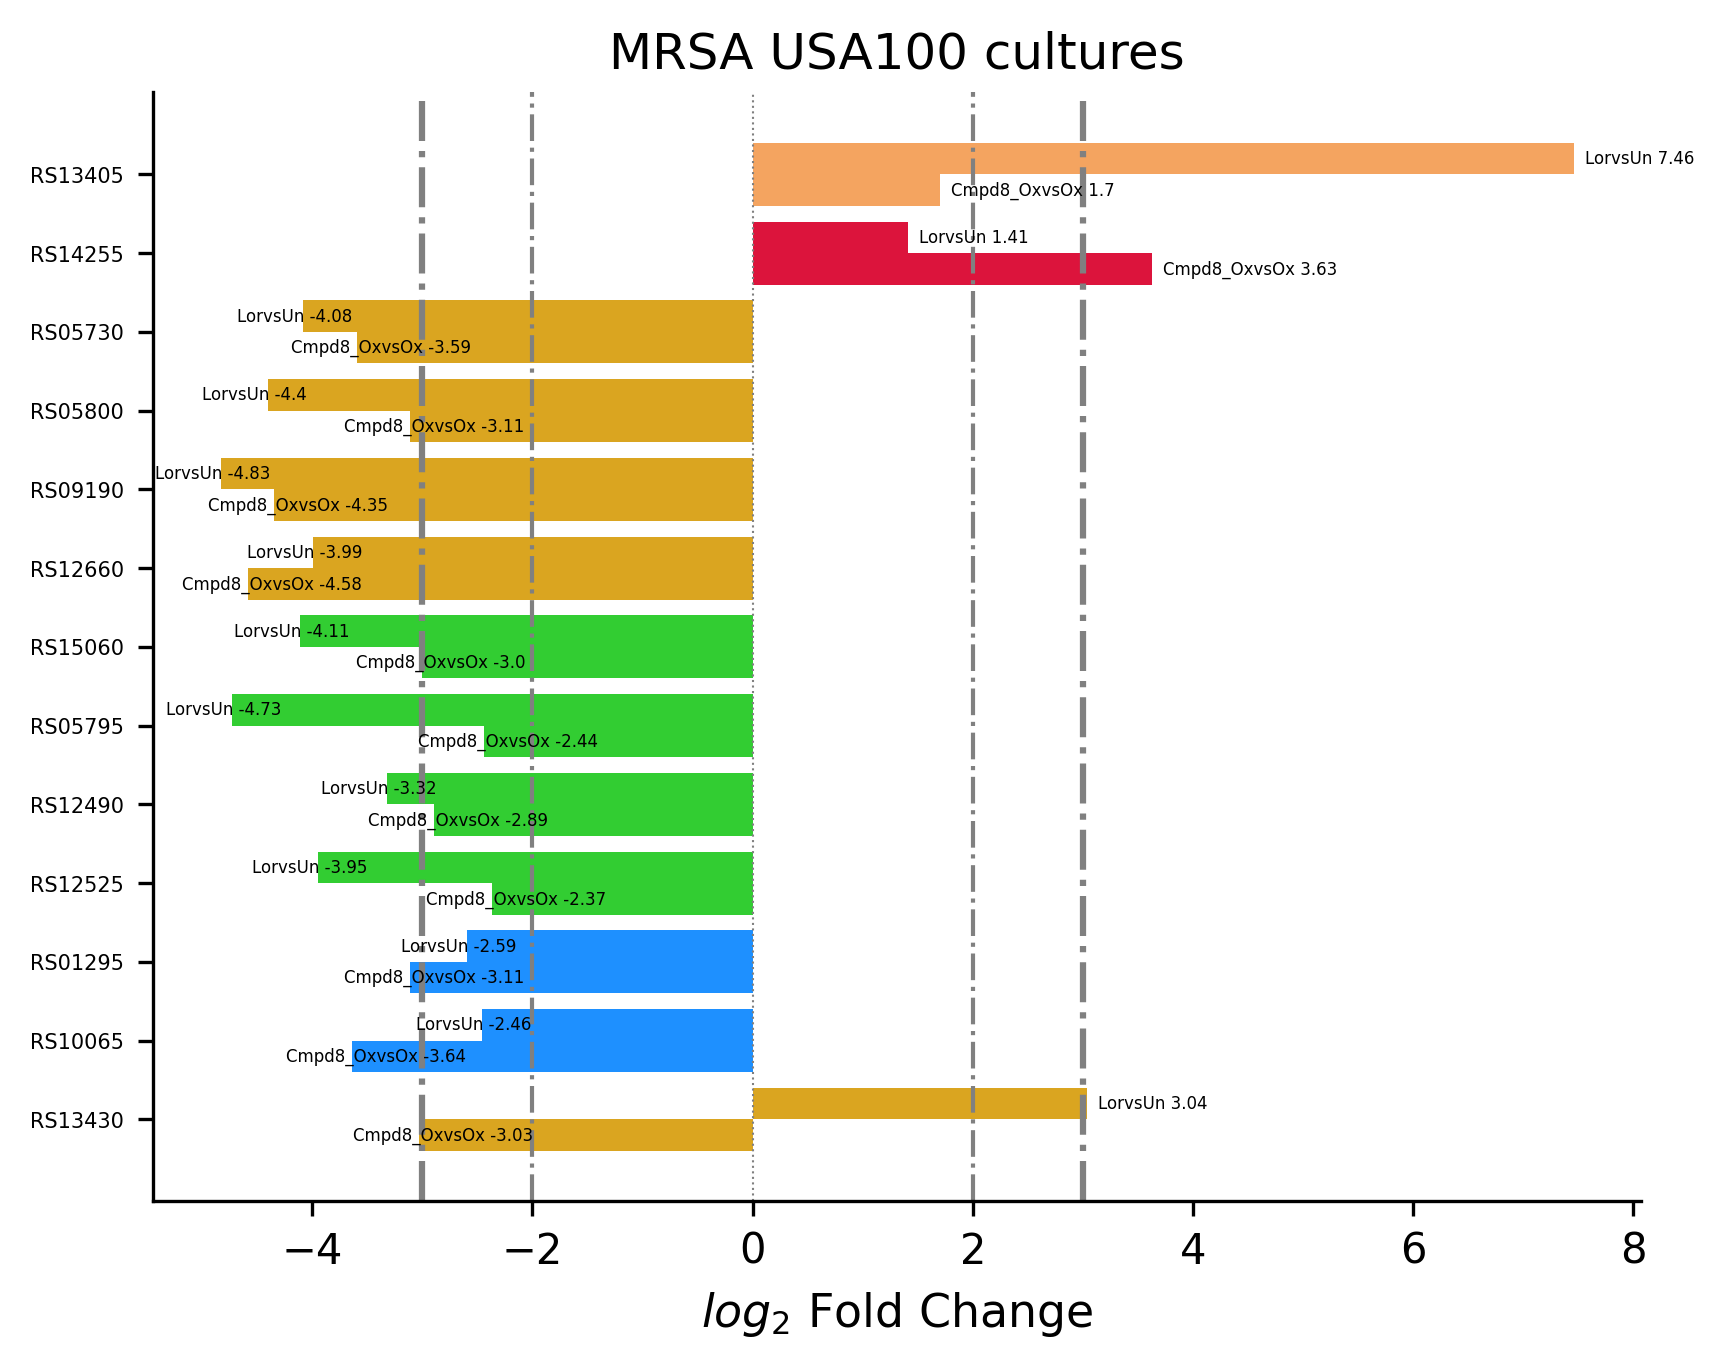 MRSA USA100 cultures
RS13405
LorvsUn 7.46
Cmpd8_OxvsOx 1.7
RS14255
LorvsUn 1.41
Cmpd8_OxvsOx 3.63
RS05730
LorvsUn -4.08
Cmpd8_OxvsOx -3.59
RS05800
LorvsUn -4.4
Cmpd8_OxvsOx -3.11
RS09190
LorvsUn -4.83
Cmpd8_OxvsOx -4.35
RS12660
LorvsUn -3.99
Cmpd8_OxvsOx -4.58
RS15060
LorvsUn -4.11
Cmpd8_OxvsOx -3.0
RS05795
LorvsUn -4.73
Cmpd8_OxvsOx -2.44
RS12490
LorvsUn -3.32
Cmpd8_OxvsOx -2.89
RS12525
LorvsUn -3.95
Cmpd8_OxvsOx -2.37
RS01295
LorvsUn -2.59
Cmpd8_OxvsOx -3.11
RS10065
LorvsUn -2.46
Cmpd8_OxvsOx -3.64
RS13430
LorvsUn 3.04
Cmpd8_OxvsOx -3.03
−4 −2 0 2 4 6 8
log₂ Fold Change